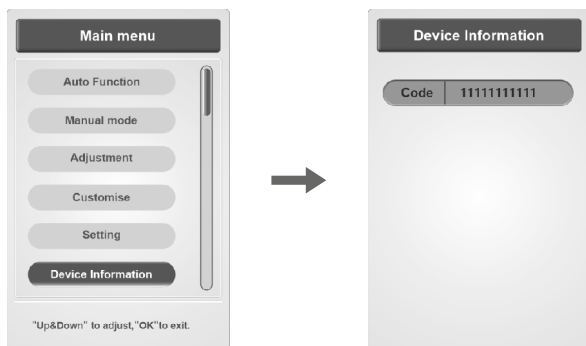 Main menu
Auto Function
Manual mode
Adjustment
Customise
Setting
Device Information
"Up&Down" to adjust,"OK"to exit.
Device Information
Code 11111111111